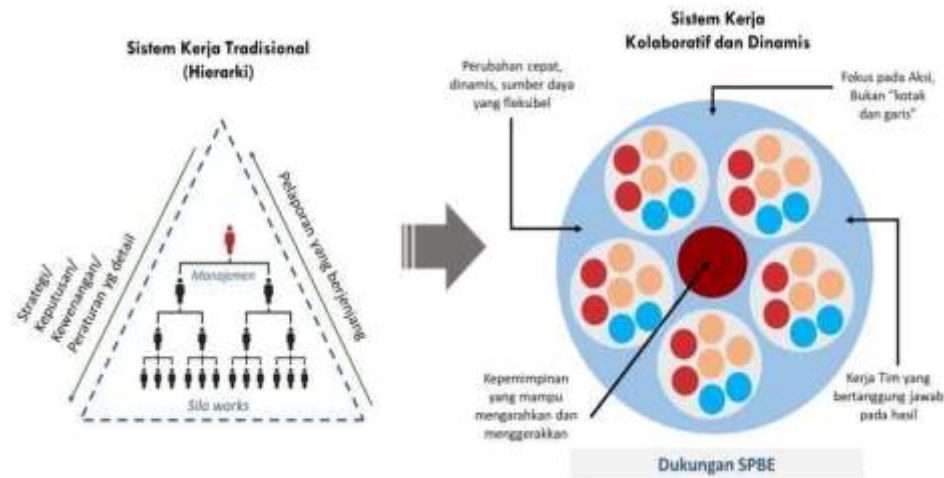 Sistem Kerja Tradisional
(Hierarki)
Strategi/
Keputusan/
Kewenangan/
Peraturan yg detail
Pelaporan yang berjenjang
Manajemen
Silo works
Sistem Kerja
Kolaboratif dan Dinamis
Perubahan cepat,
dinamis, sumber daya
yang fleksibel
Fokus pada Aksi,
Bukan "kotak
dan garis"
Kepemimpinan
yang mampu
mengarahkan dan
menggerakkan
Kerja Tim yang
bertanggung jawab
pada hasil
Dukungan SPBE